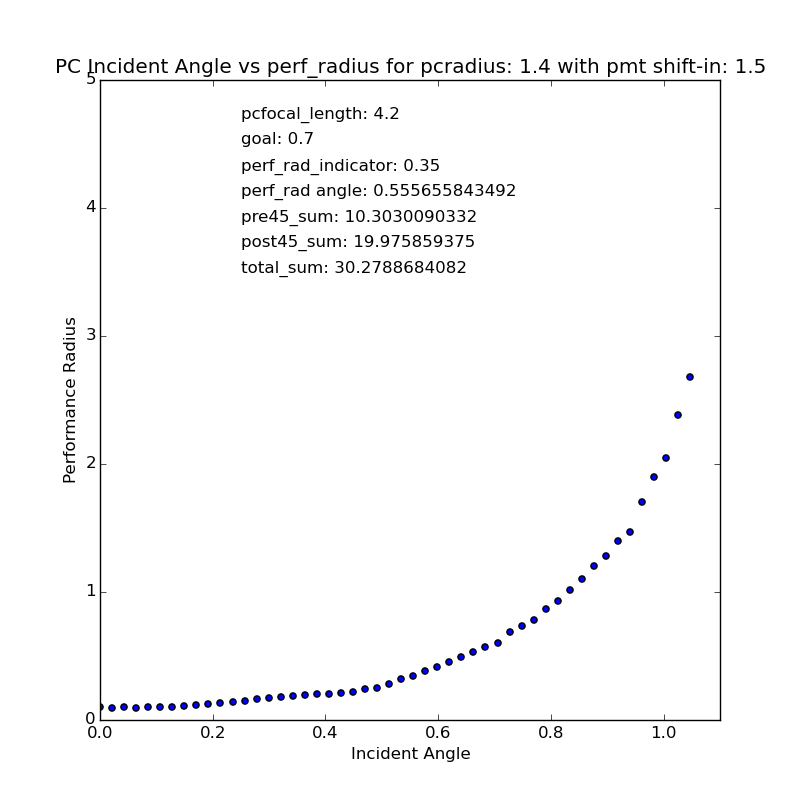 PC Incident Angle vs perf_radius for pcradius: 1.4 with pmt shift-in: 1.5
5
pcfocal_length: 4.2
goal: 0.7
perf_rad_indicator: 0.35
perf_rad angle: 0.555655843492
pre45_sum: 10.3030090332
post45_sum: 19.975859375
total_sum: 30.2788684082
4
3
2
1
0
Performance Radius
0.0 0.2 0.4 0.6 0.8 1.0
Incident Angle